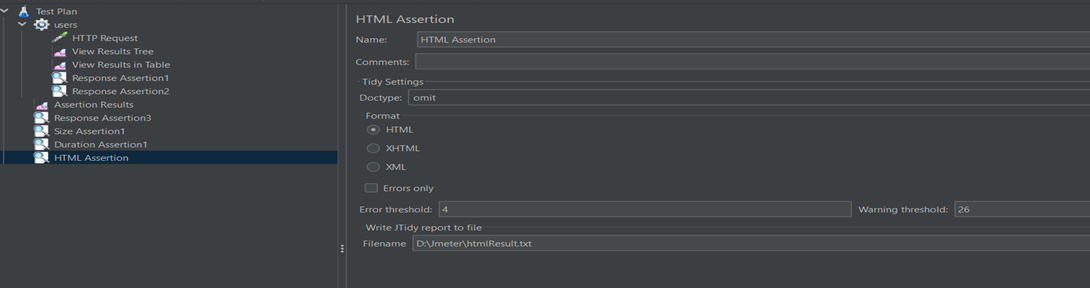 Test Plan
users
HTTP Request
View Results Tree
View Results in Table
Response Assertion1
Response Assertion2
Assertion Results
Response Assertion3
Size Assertion1
Duration Assertion1
HTML Assertion
HTML Assertion
Name: HTML Assertion
Comments:
Tidy Settings
Doctype: omit
Format
HTML
XHTML
XML
Errors only
Error threshold: 4 Warning threshold: 26
Write JTidy report to file
Filename D:\Jmeter\htmlResult.txt